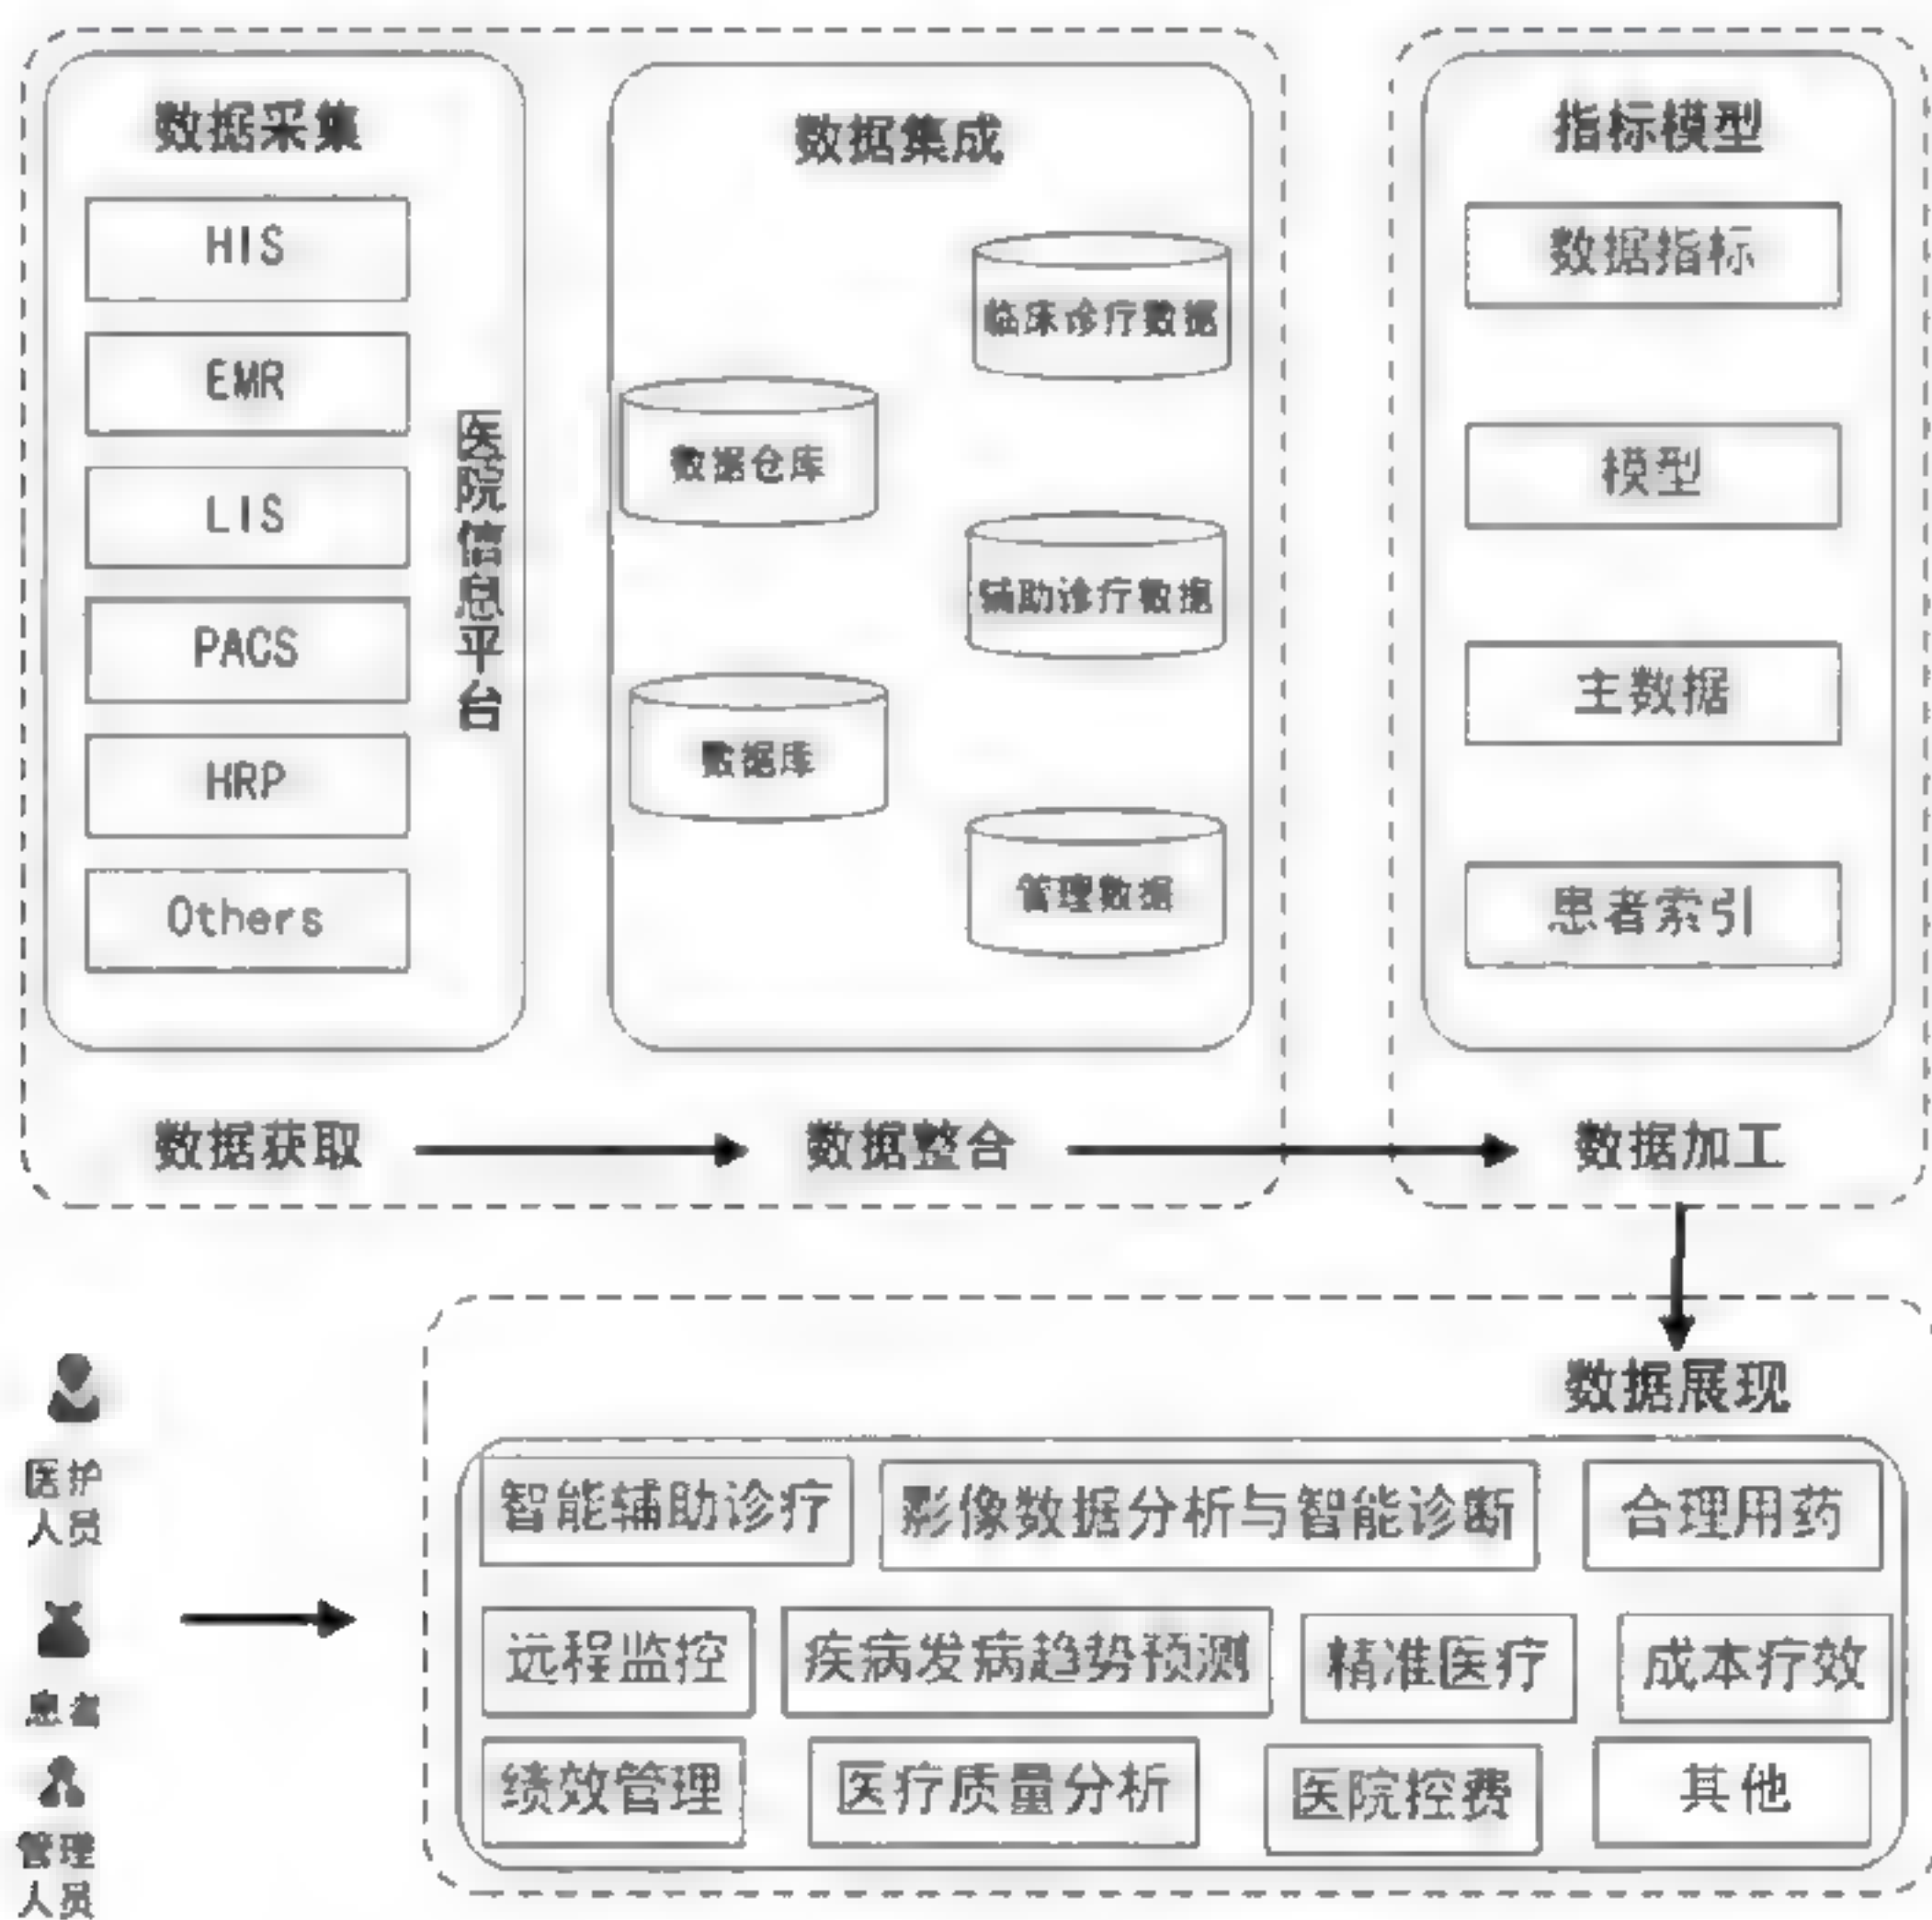 数据采集
HIS
EMR
LIS
PACS
HRP
Others
医院信息平台
数据集成
临床诊疗数据
数据仓库
辅助诊疗数据
数据库
管理数据
指标模型
数据指标
模型
主数据
患者索引
数据获取
数据整合
数据加工
数据展现
医护
人员
患者
管理
人员
智能辅助诊疗
影像数据分析与智能诊断
合理用药
远程监控
疾病发病趋势预测
精准医疗
成本疗效
绩效管理
医疗质量分析
医院控费
其他